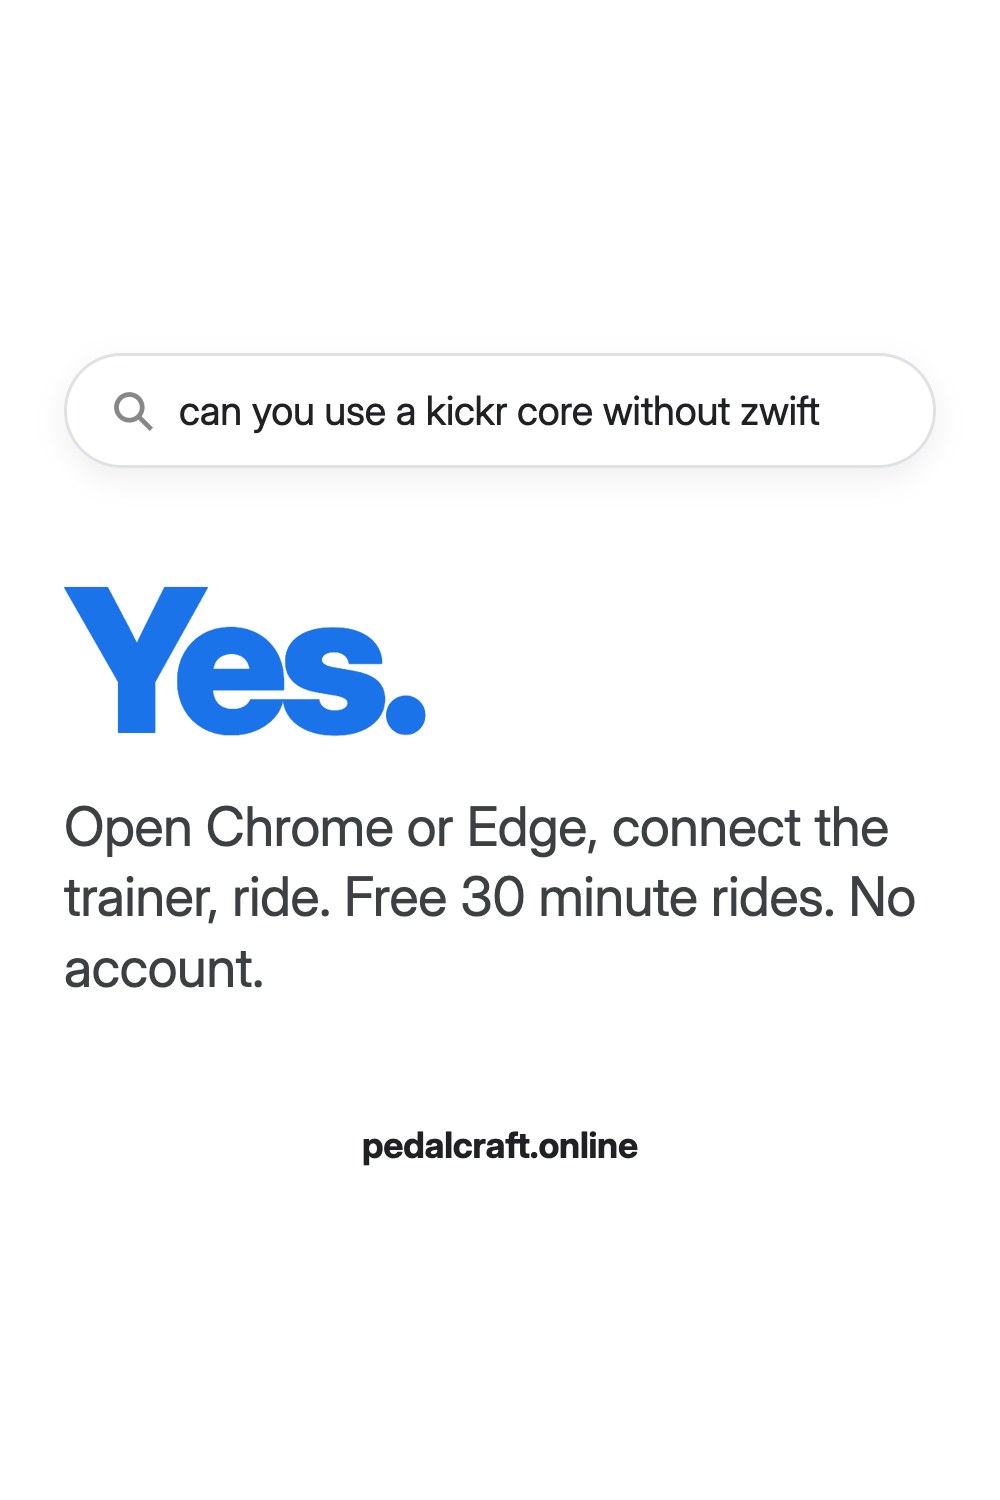 can you use a kickr core without zwift
Yes.
Open Chrome or Edge, connect the
trainer, ride. Free 30 minute rides. No
account.
pedalcraft.online